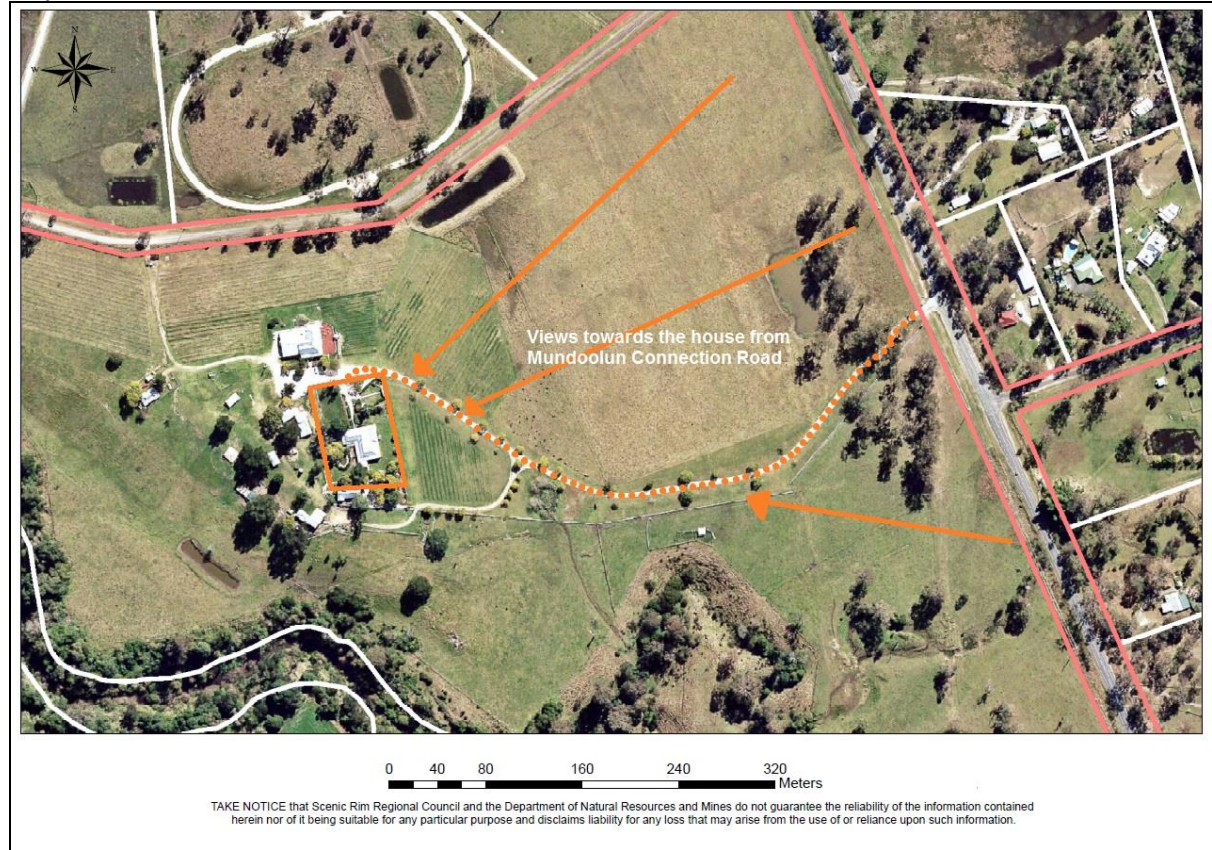 N
W E
S
Views towards the house from
Mundoolun Connection Road
0 40 80 160 240 320
Meters
TAKE NOTICE that Scenic Rim Regional Council and the Department of Natural Resources and Mines do not guarantee the reliability of the information contained
herein nor of it being suitable for any particular purpose and disclaims liability for any loss that may arise from the use of or reliance upon such information.